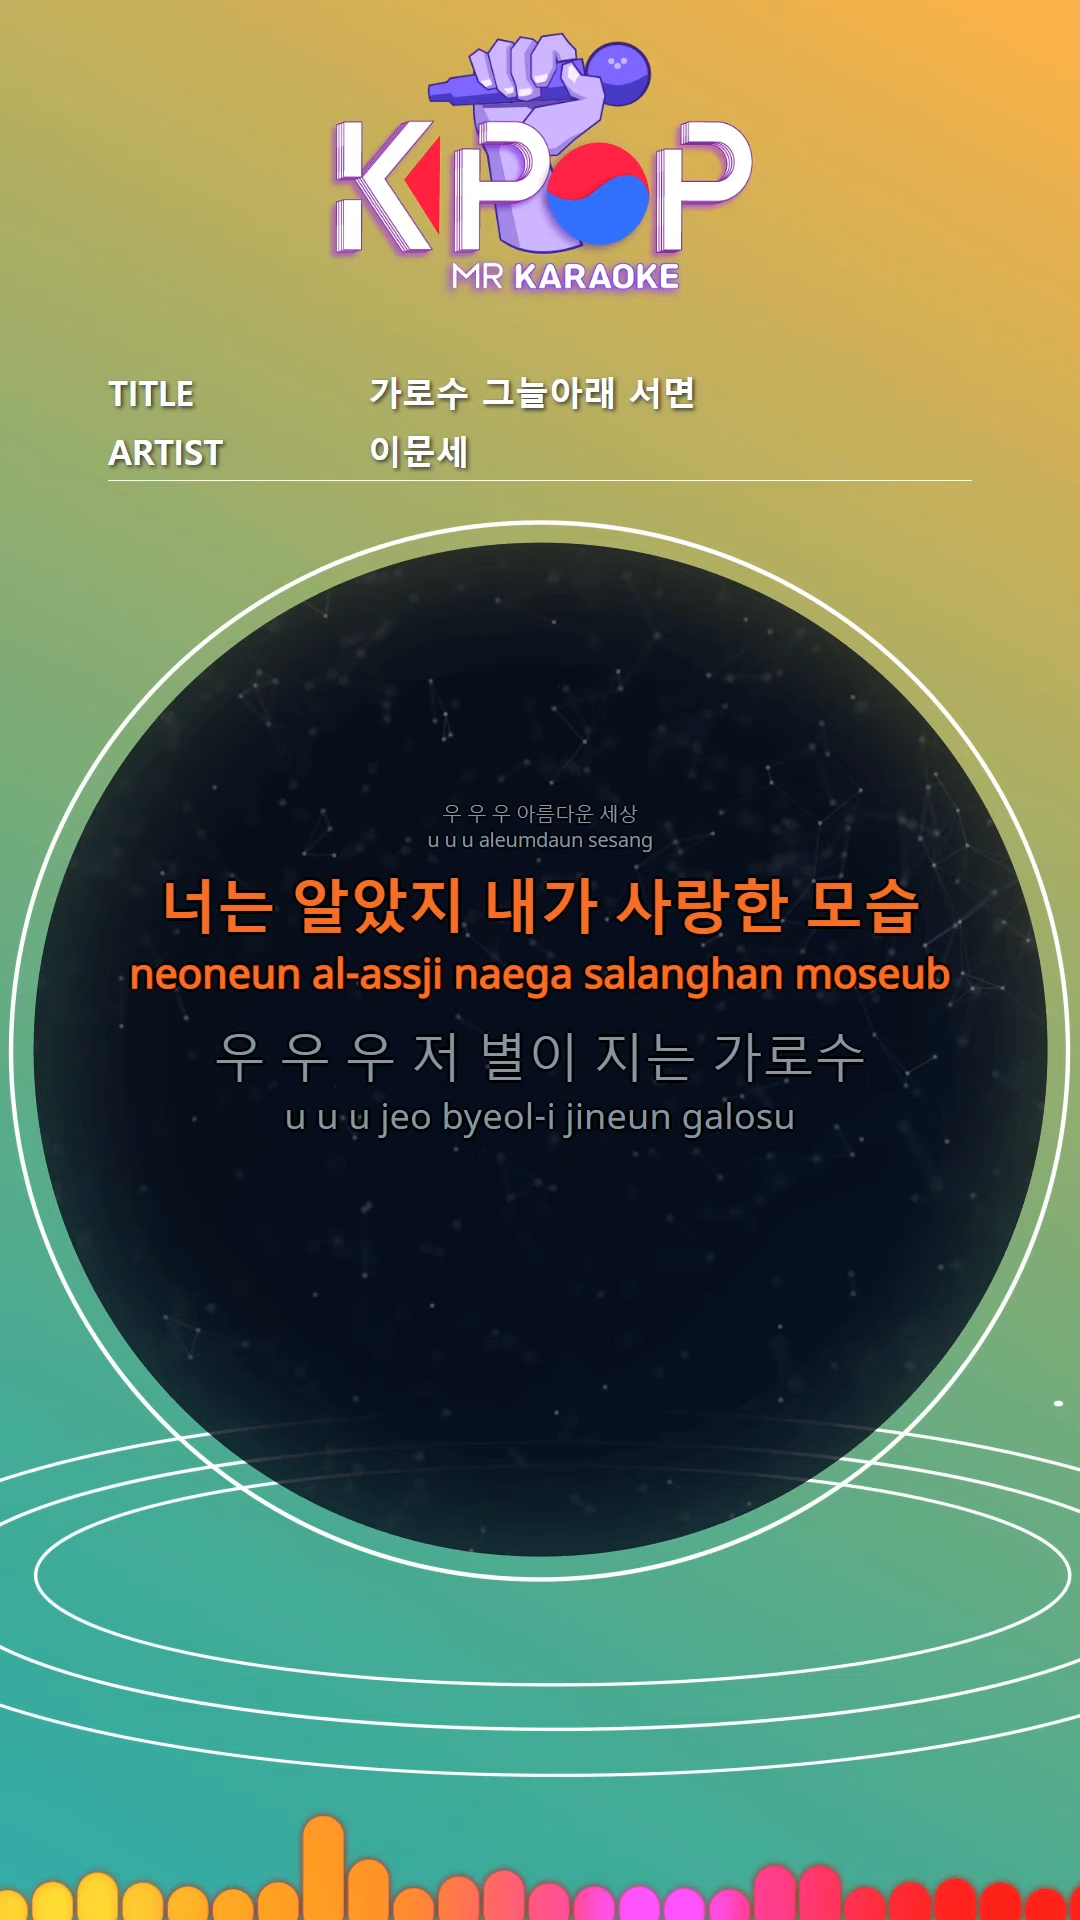 KPOP
MR KARAOKE
TITLE 가로수 그늘아래 서면
ARTIST 이문세
우 우 우 아름다운 세상
u u u aleumdaun sesang
너는 알았지 내가 사랑한 모습
neoneun al-assji naega salanghan moseub
우 우 우 저 별이 지는 가로수
u u u jeo byeol-i jineun galosu